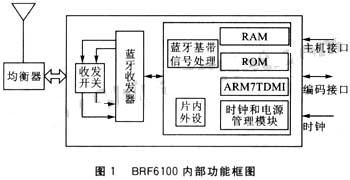 均衡器
收发
开关
蓝牙收发器
蓝牙基带
信号处理
片内
外设
RAM
ROM
ARM7TDMI
时钟和电源
管理模块
主机接口
编码接口
时钟
图 1 BRF6100 内部功能框图